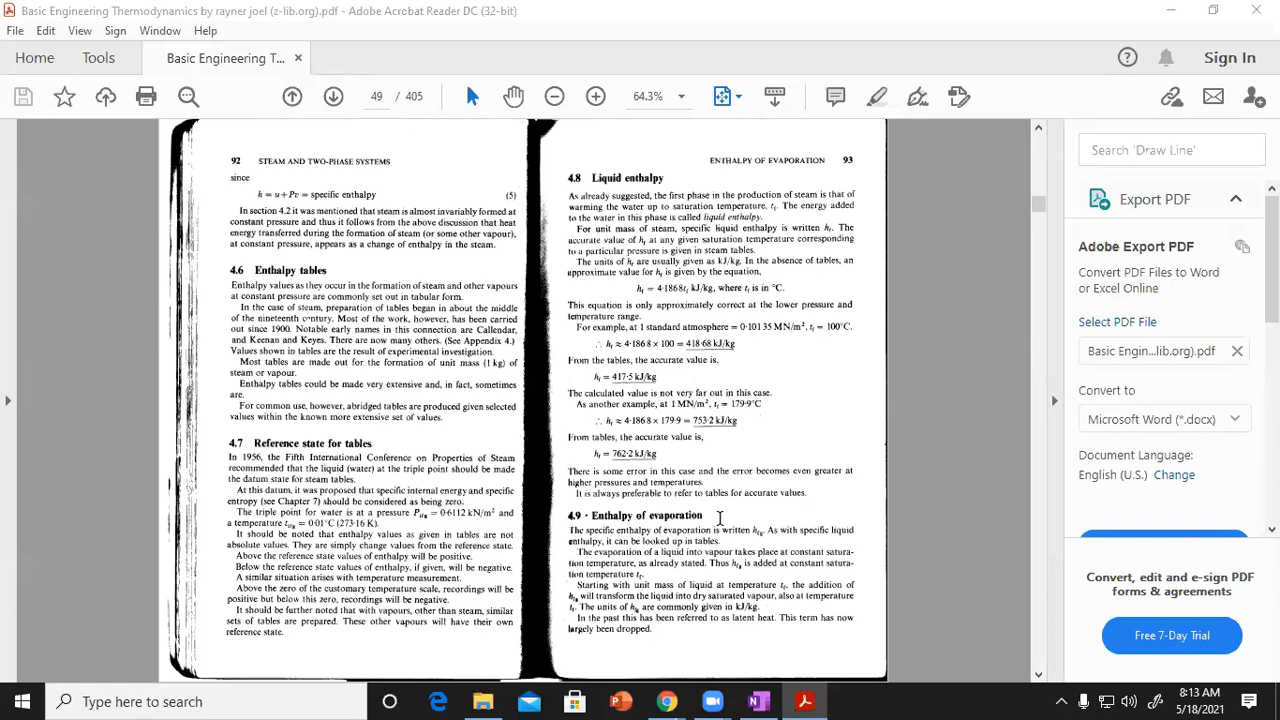 Basic Engineering Thermodynamics by rayner joel (z-lib.org).pdf - Adobe Acrobat Reader DC (32-bit)
File Edit View Sign Window Help
Home Tools Basic Engineering T... × Sign In
49 / 405 64.3%
92 STEAM AND TWO-PHASE SYSTEMS
since
h = u+Pv = specific enthalpy (5)
In section 4.2 it was mentioned that steam is almost invariably formed at
constant pressure and thus it follows from the above discussion that heat
energy transferred during the formation of steam (or some other vapour),
at constant pressure, appears as a change of enthalpy in the steam.
4.6 Enthalpy tables
Enthalpy values as they occur in the formation of steam and other vapours
at constant pressure are commonly set out in tabular form.
In the case of steam, preparation of tables began in about the middle
of the nineteenth century. Most of the work, however, has been carried
out since 1900. Notable early names in this connection are Callendar,
and Keenan and Keyes. There are now many others. (See Appendix 4.)
Values shown in tables are the result of experimental investigation.
Most tables are made out for the formation of unit mass (1 kg) of
steam or vapour.
Enthalpy tables could be made very extensive and, in fact, sometimes
are.
For common use, however, abridged tables are produced given selected
values within the known more extensive set of values.
4.7 Reference state for tables
In 1956, the Fifth International Conference on Properties of Steam
recommended that the liquid (water) at the triple point should be made
the datum state for steam tables.
At this datum, it was proposed that specific internal energy and specific
entropy (see Chapter 7) should be considered as being zero.
The triple point for water is at a pressure = 0·6112 kN/m² and
a temperature = 0·01°C (273·16 K).
It should be noted that enthalpy values as given in tables are not
absolute values. They are simply change values from the reference state.
Above the reference state values of enthalpy will be positive.
Below the reference state values of enthalpy, if given, will be negative.
A similar situation arises with temperature measurement.
Above the zero of the customary temperature scale, recordings will be
positive but below this zero, recordings will be negative.
It should be further noted that with vapours, other than steam, similar
sets of tables are prepared. These other vapours will have their own
reference state.
ENTHALPY OF EVAPORATION 93
4.8 Liquid enthalpy
As already suggested, the first phase in the production of steam is that of
warming the water up to saturation temperature, tf. The energy added
to the water in this phase is called liquid enthalpy.
For unit mass of steam, specific liquid enthalpy is written hf. The
accurate value of hf at any given saturation temperature corresponding
to a particular pressure is given in steam tables.
The units of hf are usually given as kJ/kg. In the absence of tables, an
approximate value for hf is given by the equation,
hf = 4·1868tf kJ/kg, where tf is in °C.
This equation is only approximately correct at the lower pressure and
temperature range.
For example, at 1 standard atmosphere = 0·10135 MN/m², tf = 100°C.
∴ hf ≈ 4·1868 x 100 = 418·68 kJ/kg
From the tables, the accurate value is,
hf = 417·5 kJ/kg
The calculated value is not very far out in this case.
As another example, at 1 MN/m², tf = 179·9°C
∴ hf ≈ 4·1868 x 179·9 = 753·2 kJ/kg
From tables, the accurate value is,
hf = 762·2 kJ/kg
There is some error in this case and the error becomes even greater at
higher pressures and temperatures.
It is always preferable to refer to tables for accurate values.
4.9 · Enthalpy of evaporation
The specific enthalpy of evaporation is written hfg. As with specific liquid
enthalpy, it can be looked up in tables.
The evaporation of a liquid into vapour takes place at constant satura-
tion temperature, as already stated. Thus hfg is added at constant satura-
tion temperature tf.
Starting with unit mass of liquid at temperature tf, the addition of
hfg will transform the liquid into dry saturated vapour, also at temperature
tf. The units of hfg are commonly given in kJ/kg.
In the past this has been referred to as latent heat. This term has now
largely been dropped.
Search 'Draw Line'
Export PDF
Adobe Export PDF
Convert PDF Files to Word
or Excel Online
Select PDF File
Basic Engin...lib.org).pdf ×
Convert to
Microsoft Word (*.docx)
Document Language:
English (U.S.) Change
Convert, edit and e-sign PDF
forms & agreements
Free 7-Day Trial
Type here to search
8:13 AM
5/18/2021